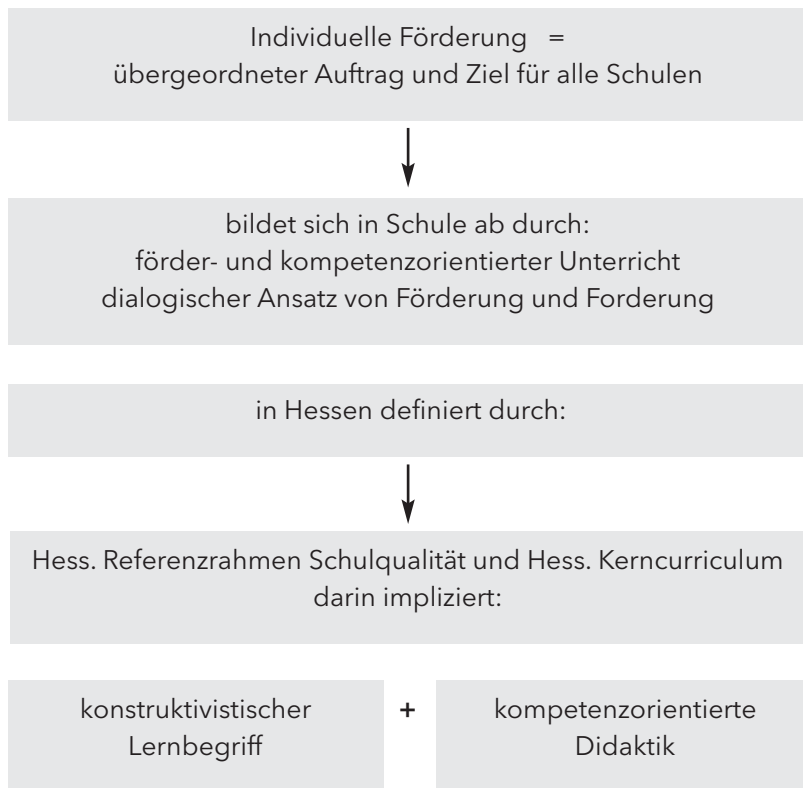 Individuelle Förderung =
übergeordneter Auftrag und Ziel für alle Schulen
bildet sich in Schule ab durch:
förder- und kompetenzorientierter Unterricht
dialogischer Ansatz von Förderung und Forderung
in Hessen definiert durch:
Hess. Referenzrahmen Schulqualität und Hess. Kerncurriculum
darin impliziert:
konstruktivistischer
Lernbegriff
+
kompetenzorientierte
Didaktik